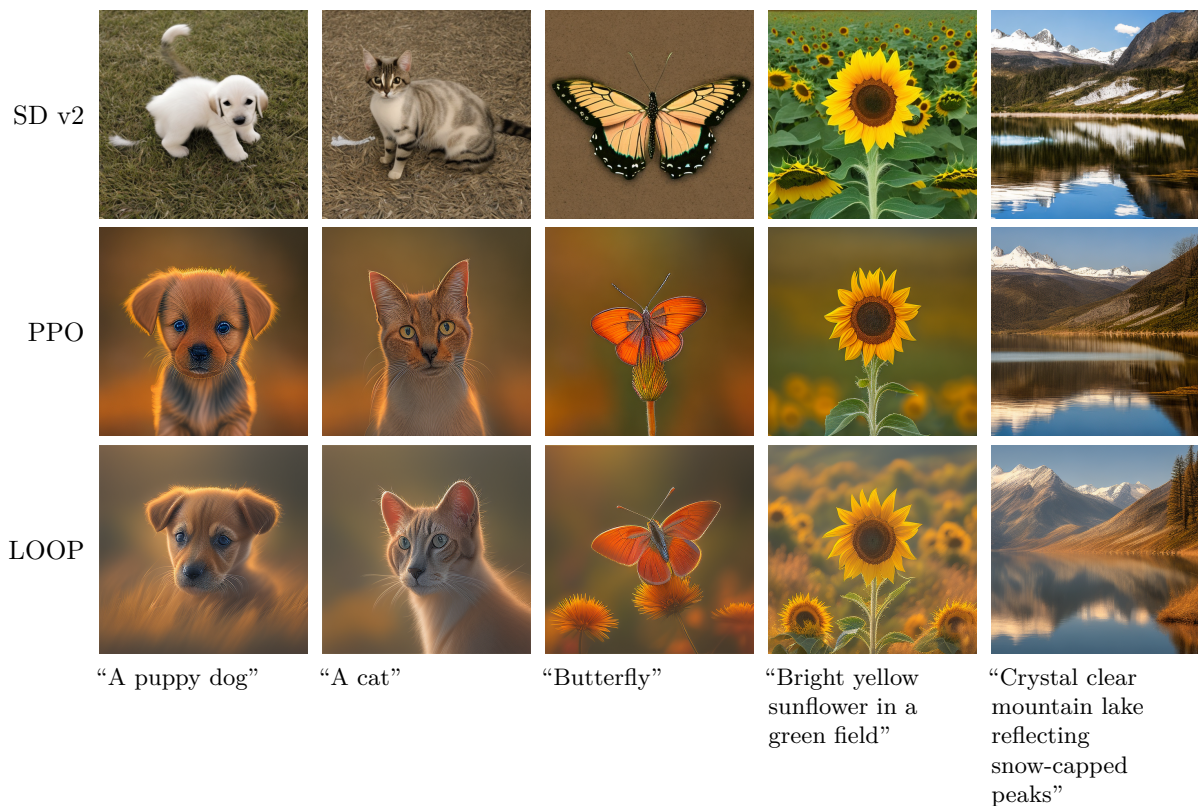 SD v2
PPO
LOOP
“A puppy dog”
“A cat”
“Butterfly”
“Bright yellow
sunflower in a
green field”
“Crystal clear
mountain lake
reflecting
snow-capped
peaks”